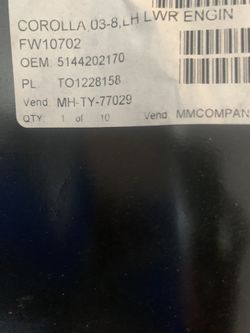 COROLLA 03-8,LH LWR ENGIN
FW10702
OEM: 5144202170
PL: TO1228158
Vend: MH-TY-77029
QTY: 1 of 10 Vend: MMCOMPAN